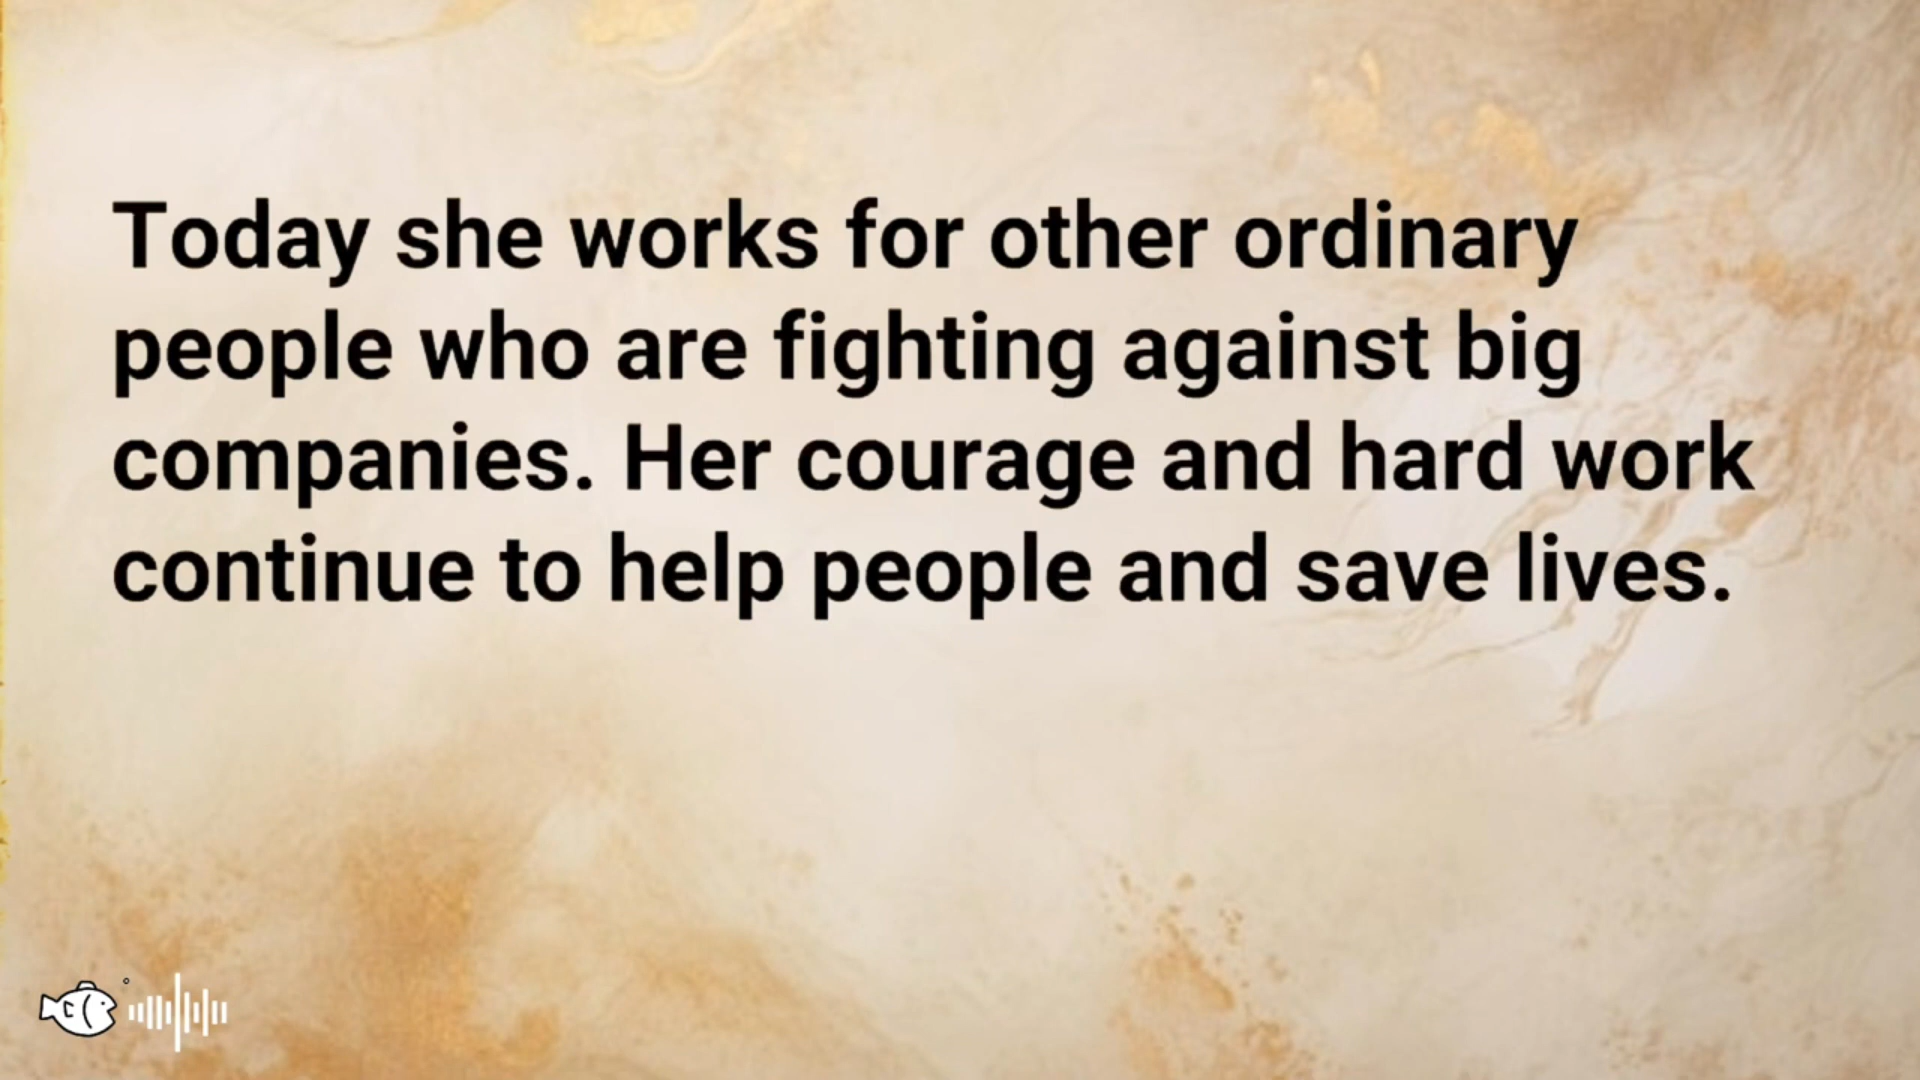 Today she works for other ordinary
people who are fighting against big
companies. Her courage and hard work
continue to help people and save lives.